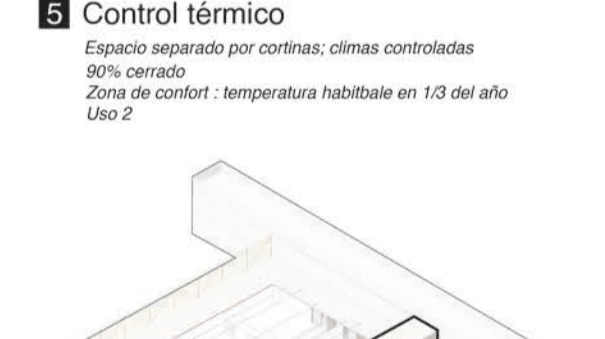 5 Control térmico
Espacio separado por cortinas; climas controladas
90% cerrado
Zona de confort : temperatura habitbale en 1/3 del año
Uso 2